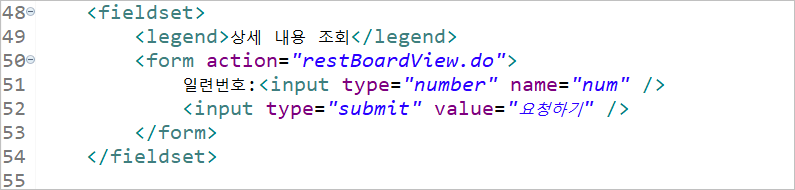 48 <fieldset>
49 <legend>상세 내용 조회</legend>
50 <form action="restBoardView.do">
51 일련번호:<input type="number" name="num" />
52 <input type="submit" value="요청하기" />
53 </form>
54 </fieldset>
55